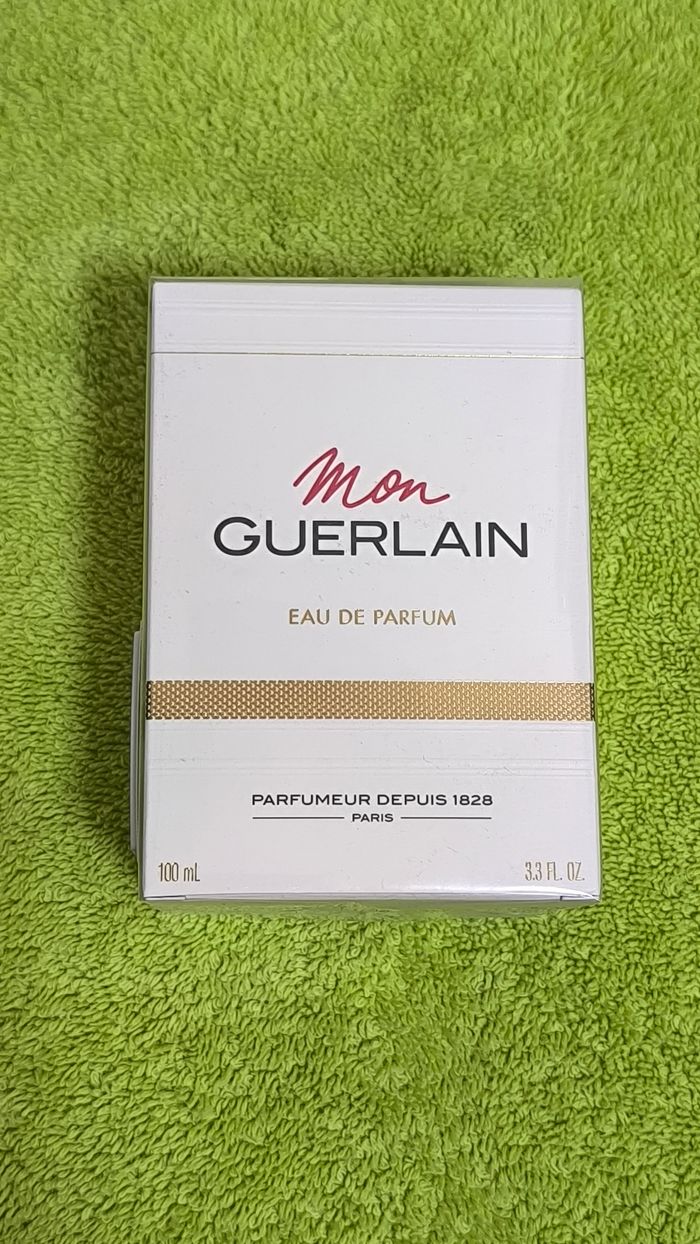 Mon
GUERLAIN
EAU DE PARFUM
PARFUMEUR DEPUIS 1828
PARIS
100 mL
3.3 FL. OZ.